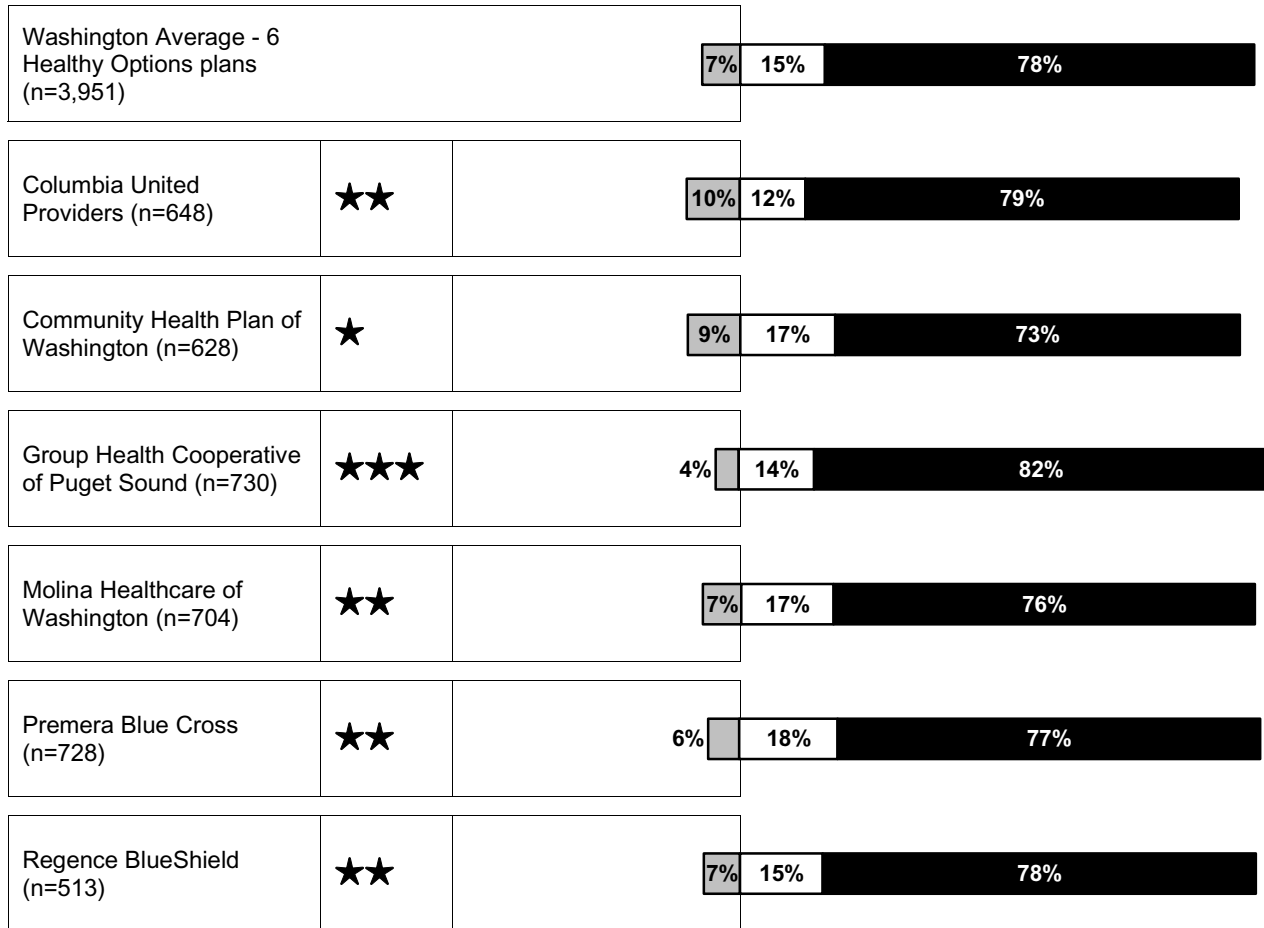 Washington Average - 6
Healthy Options plans
(n=3,951)
7% 15% 78%
Columbia United
Providers (n=648)
★★
10% 12% 79%
Community Health Plan of
Washington (n=628)
★
9% 17% 73%
Group Health Cooperative
of Puget Sound (n=730)
★★★
4% 14% 82%
Molina Healthcare of
Washington (n=704)
★★
7% 17% 76%
Premera Blue Cross
(n=728)
★★
6% 18% 77%
Regence BlueShield
(n=513)
★★
7% 15% 78%